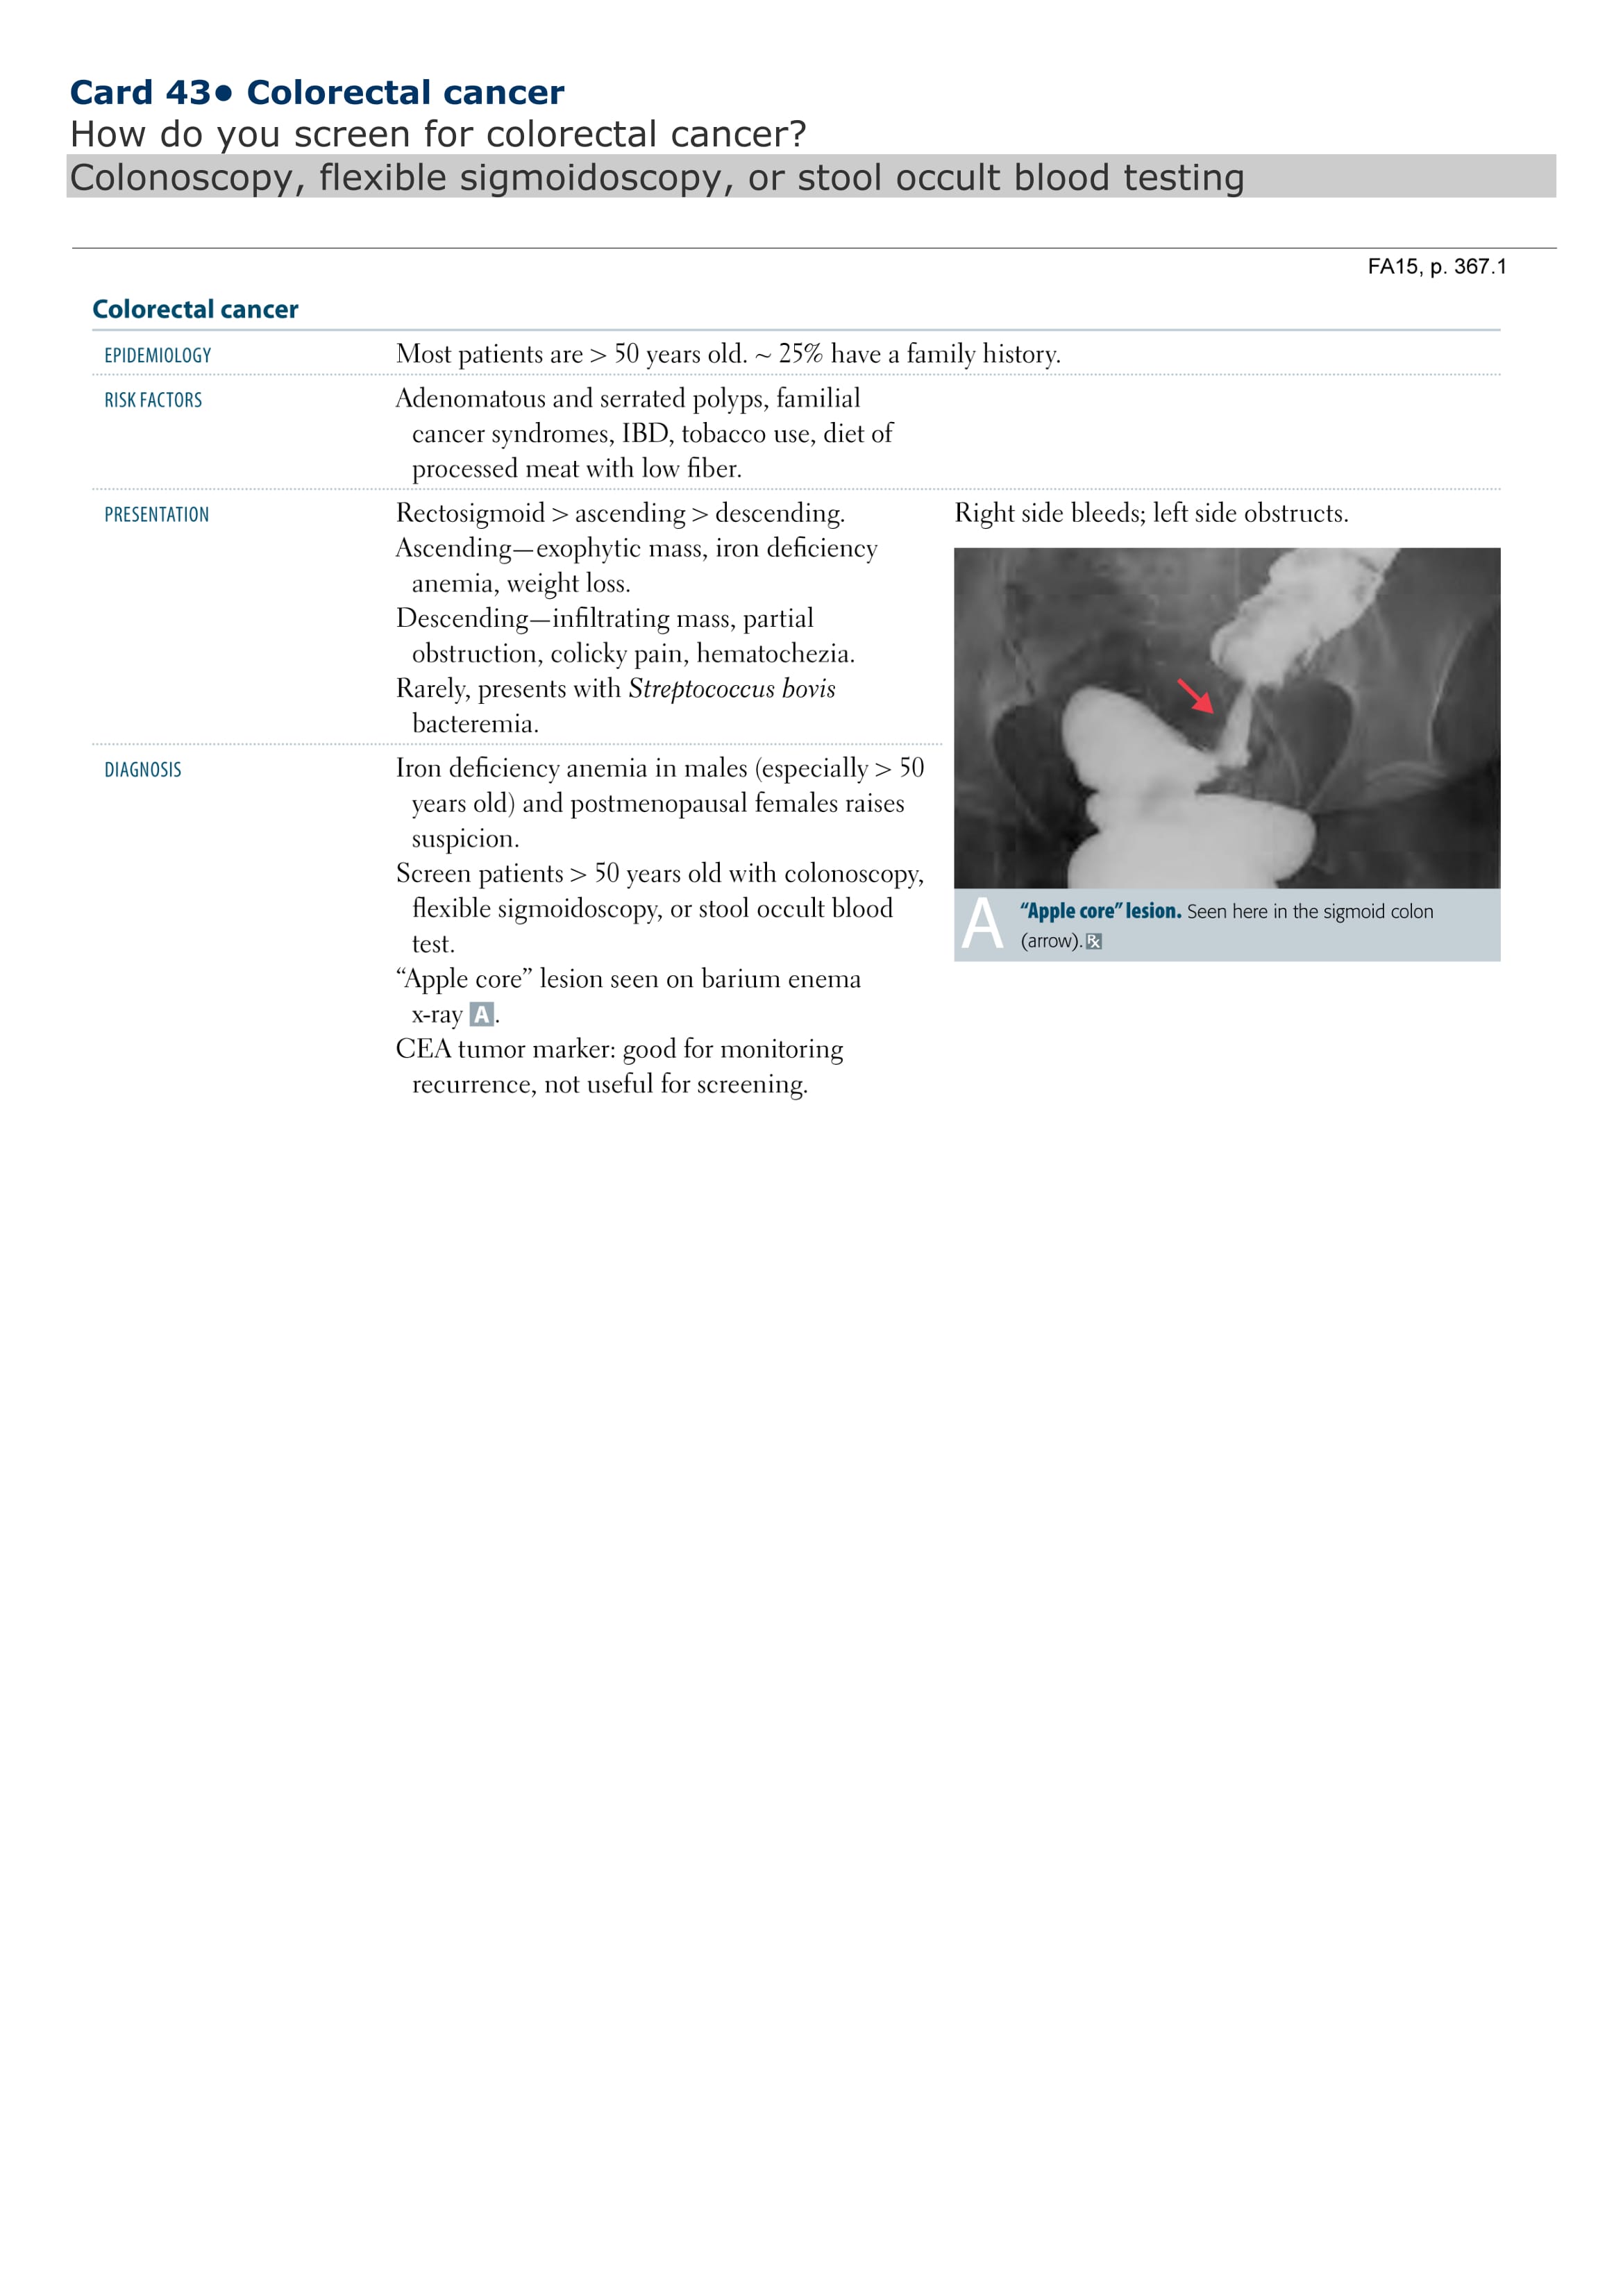 Card 43● Colorectal cancer
How do you screen for colorectal cancer?
Colonoscopy, flexible sigmoidoscopy, or stool occult blood testing
FA15, p. 367.1
Colorectal cancer
EPIDEMIOLOGY
Most patients are > 50 years old. ~ 25% have a family history.
RISK FACTORS
Adenomatous and serrated polyps, familial
cancer syndromes, IBD, tobacco use, diet of
processed meat with low fiber.
PRESENTATION
Rectosigmoid > ascending > descending.
Ascending—exophytic mass, iron deficiency
anemia, weight loss.
Descending—infiltrating mass, partial
obstruction, colicky pain, hematochezia.
Rarely, presents with Streptococcus bovis
bacteremia.
Right side bleeds; left side obstructs.
DIAGNOSIS
Iron deficiency anemia in males (especially > 50
years old) and postmenopausal females raises
suspicion.
Screen patients > 50 years old with colonoscopy,
flexible sigmoidoscopy, or stool occult blood
test.
“Apple core” lesion seen on barium enema
x-ray A.
CEA tumor marker: good for monitoring
recurrence, not useful for screening.
A
“Apple core” lesion. Seen here in the sigmoid colon
(arrow). ℞